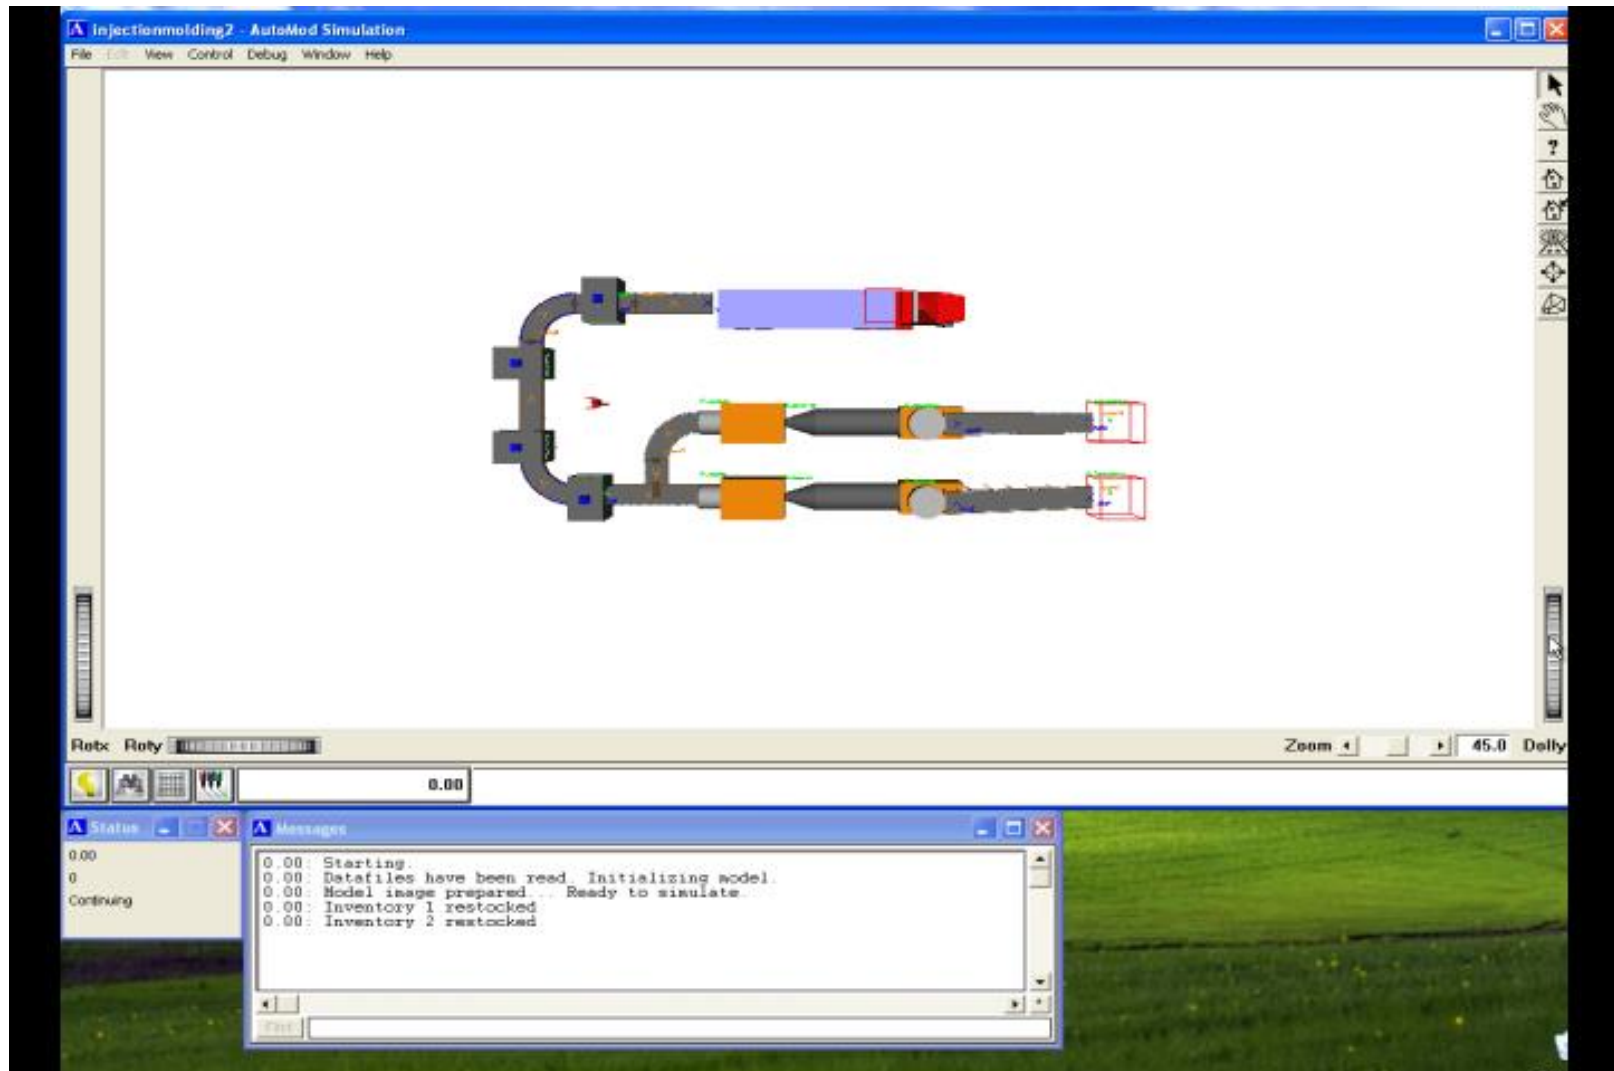 injectionmolding2 - AutoMod Simulation
File Edit View Control Debug Window Help
?
Rotx Roty
Zoom 45.0 Dolly
0.00
Status
0.00
0
Continuing
Messages
0.00: Starting.
0.00: Datafiles have been read. Initializing model.
0.00: Model image prepared... Ready to simulate
0.00: Inventory 1 restocked
0.00: Inventory 2 restocked